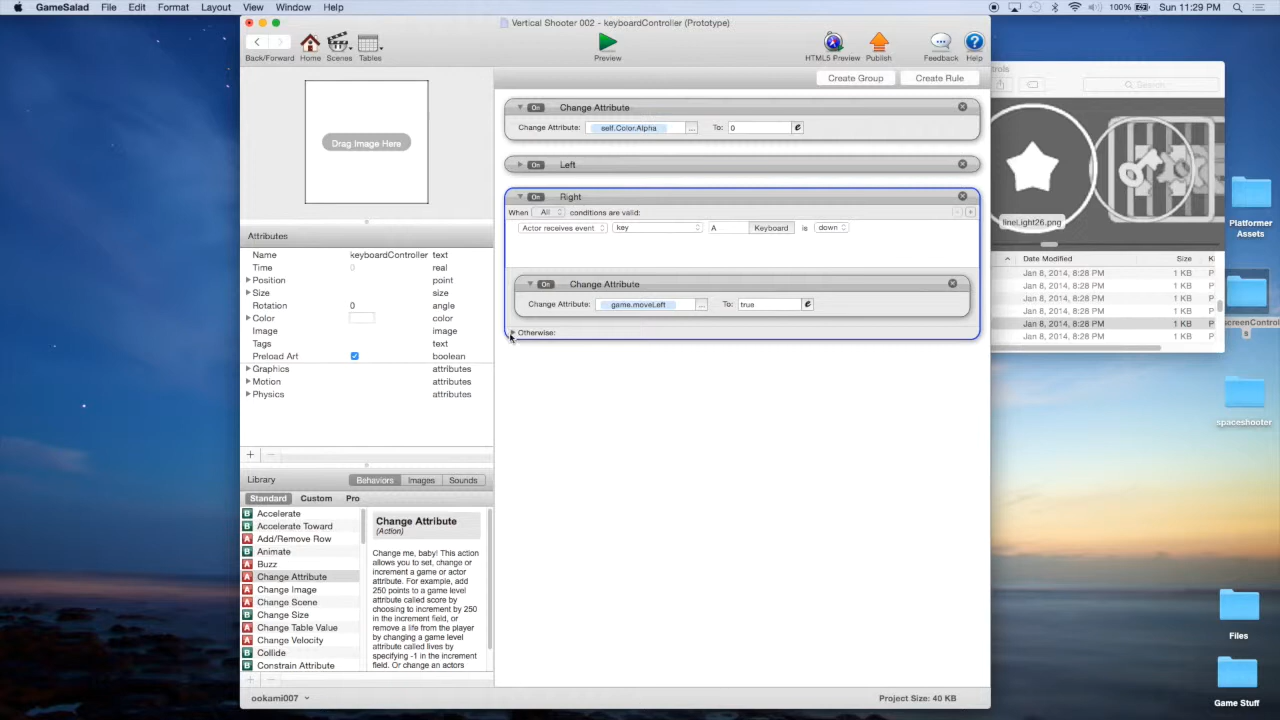 GameSalad File Edit Format Layout View Window Help
100% Sun 11:29 PM
Vertical Shooter 002 - keyboardController (Prototype)
Back/Forward Home Scenes Tables Preview HTML5 Preview Publish Feedback Help
Create Group Create Rule
Drag Image Here
On Change Attribute
Change Attribute: self.Color.Alpha ... To: 0 e
On Left
On Right
When All conditions are valid:
Actor receives event key A Keyboard is down
On Change Attribute
Change Attribute: game.moveLeft ... To: true e
Otherwise:
Attributes
Name keyboardController text
Time 0 real
Position point
Size size
Rotation 0 angle
Color color
Image image
Tags text
Preload Art boolean
Graphics attributes
Motion attributes
Physics attributes
Library Behaviors Images Sounds
Standard Custom Pro
B Accelerate
B Accelerate Toward
A Add/Remove Row
B Animate
A Buzz
A Change Attribute
A Change Image
A Change Scene
B Change Size
A Change Table Value
A Change Velocity
B Collide
B Constrain Attribute
Change Attribute
(Action)
Change me, baby! This action
allows you to set, change or
increment a game or actor
attribute. For example, add
250 points to a game level
attribute called score by
choosing to increment by 250
in the increment field, or
remove a life from the player
by changing a game level
attribute called lives by
specifying -1 in the increment
field. Or change an actors
ookami007 Project Size: 40 KB
trols
Search
lineLight26.png
Date Modified Size Ki
Jan 8, 2014, 8:28 PM 1 KB P
Jan 8, 2014, 8:28 PM 1 KB P
Jan 8, 2014, 8:28 PM 1 KB P
Jan 8, 2014, 8:28 PM 1 KB P
Jan 8, 2014, 8:28 PM 1 KB P
Jan 8, 2014, 8:28 PM 1 KB P
Platformer
Assets
screenControl
s
spaceshooter
Files
Game Stuff